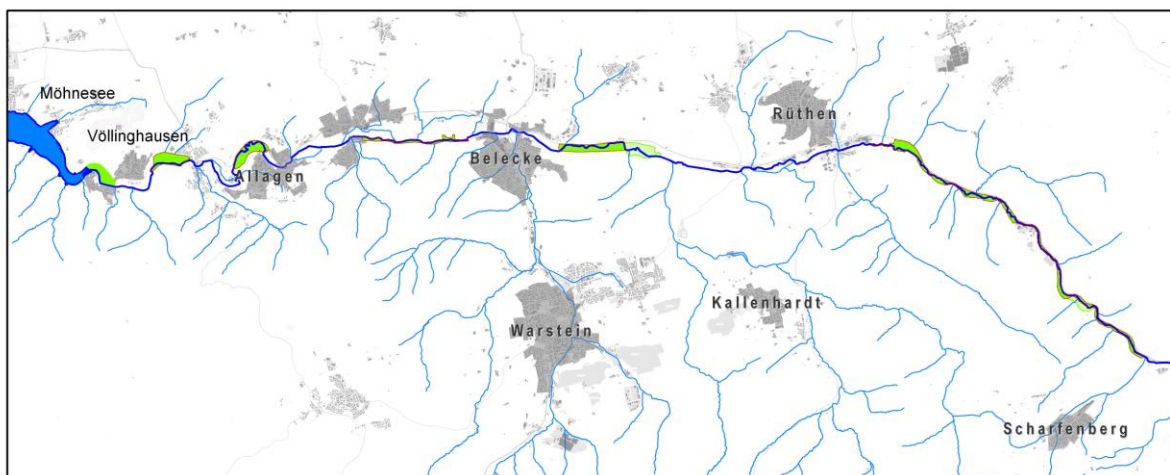 Möhnesee
Völlinghausen
Allagen
Belecke
Rüthen
Warstein
Kallenhardt
Scharfenberg